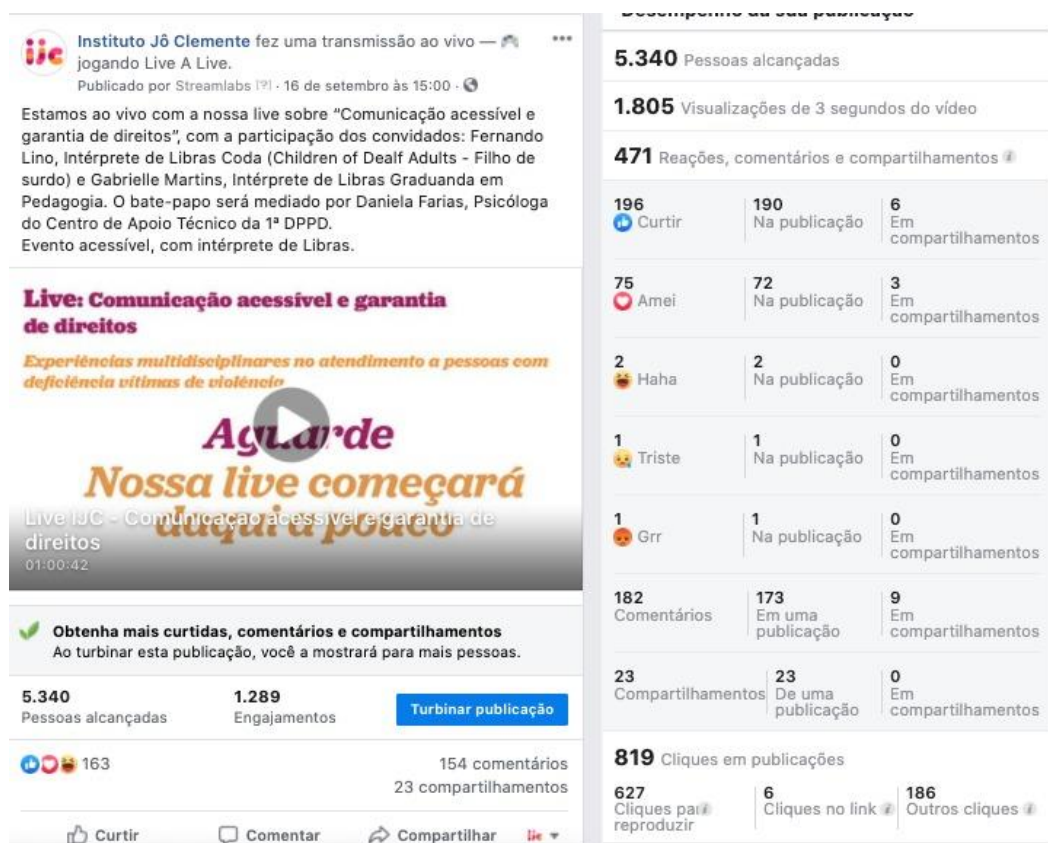 ijc
Instituto Jô Clemente fez uma transmissão ao vivo —
jogando Live A Live.
Publicado por Streamlabs [?] · 16 de setembro às 15:00 ·
Estamos ao vivo com a nossa live sobre “Comunicação acessível e
garantia de direitos”, com a participação dos convidados: Fernando
Lino, Intérprete de Libras Coda (Children of Dealf Adults - Filho de
surdo) e Gabrielle Martins, Intérprete de Libras Graduanda em
Pedagogia. O bate-papo será mediado por Daniela Farias, Psicóloga
do Centro de Apoio Técnico da 1ª DPPD.
Evento acessível, com intérprete de Libras.
Live: Comunicação acessível e garantia
de direitos
Experiências multidisciplinares no atendimento a pessoas com
deficiência vítimas de violência
Aguarde
Nossa live começará
daqui a pouco
Live IJC - Comunicação acessível e garantia de
direitos
01:00:42
Obtenha mais curtidas, comentários e compartilhamentos
Ao turbinar esta publicação, você a mostrará para mais pessoas.
5.340 1.289 Turbinar publicação
Pessoas alcançadas Engajamentos
163 154 comentários
23 compartilhamentos
Curtir Comentar Compartilhar ijc
Desempenho da sua publicação
5.340 Pessoas alcançadas
1.805 Visualizações de 3 segundos do vídeo
471 Reações, comentários e compartilhamentos
196 190 6
Curtir Na publicação Em
compartilhamentos
75 72 3
Amei Na publicação Em
compartilhamentos
2 2 0
Haha Na publicação Em
compartilhamentos
1 1 0
Triste Na publicação Em
compartilhamentos
1 1 0
Grr Na publicação Em
compartilhamentos
182 173 9
Comentários Em uma Em
publicação compartilhamentos
23 23 0
Compartilhamentos De uma Em
publicação compartilhamentos
819 Cliques em publicações
627 6 186
Cliques para Cliques no link Outros cliques
reproduzir